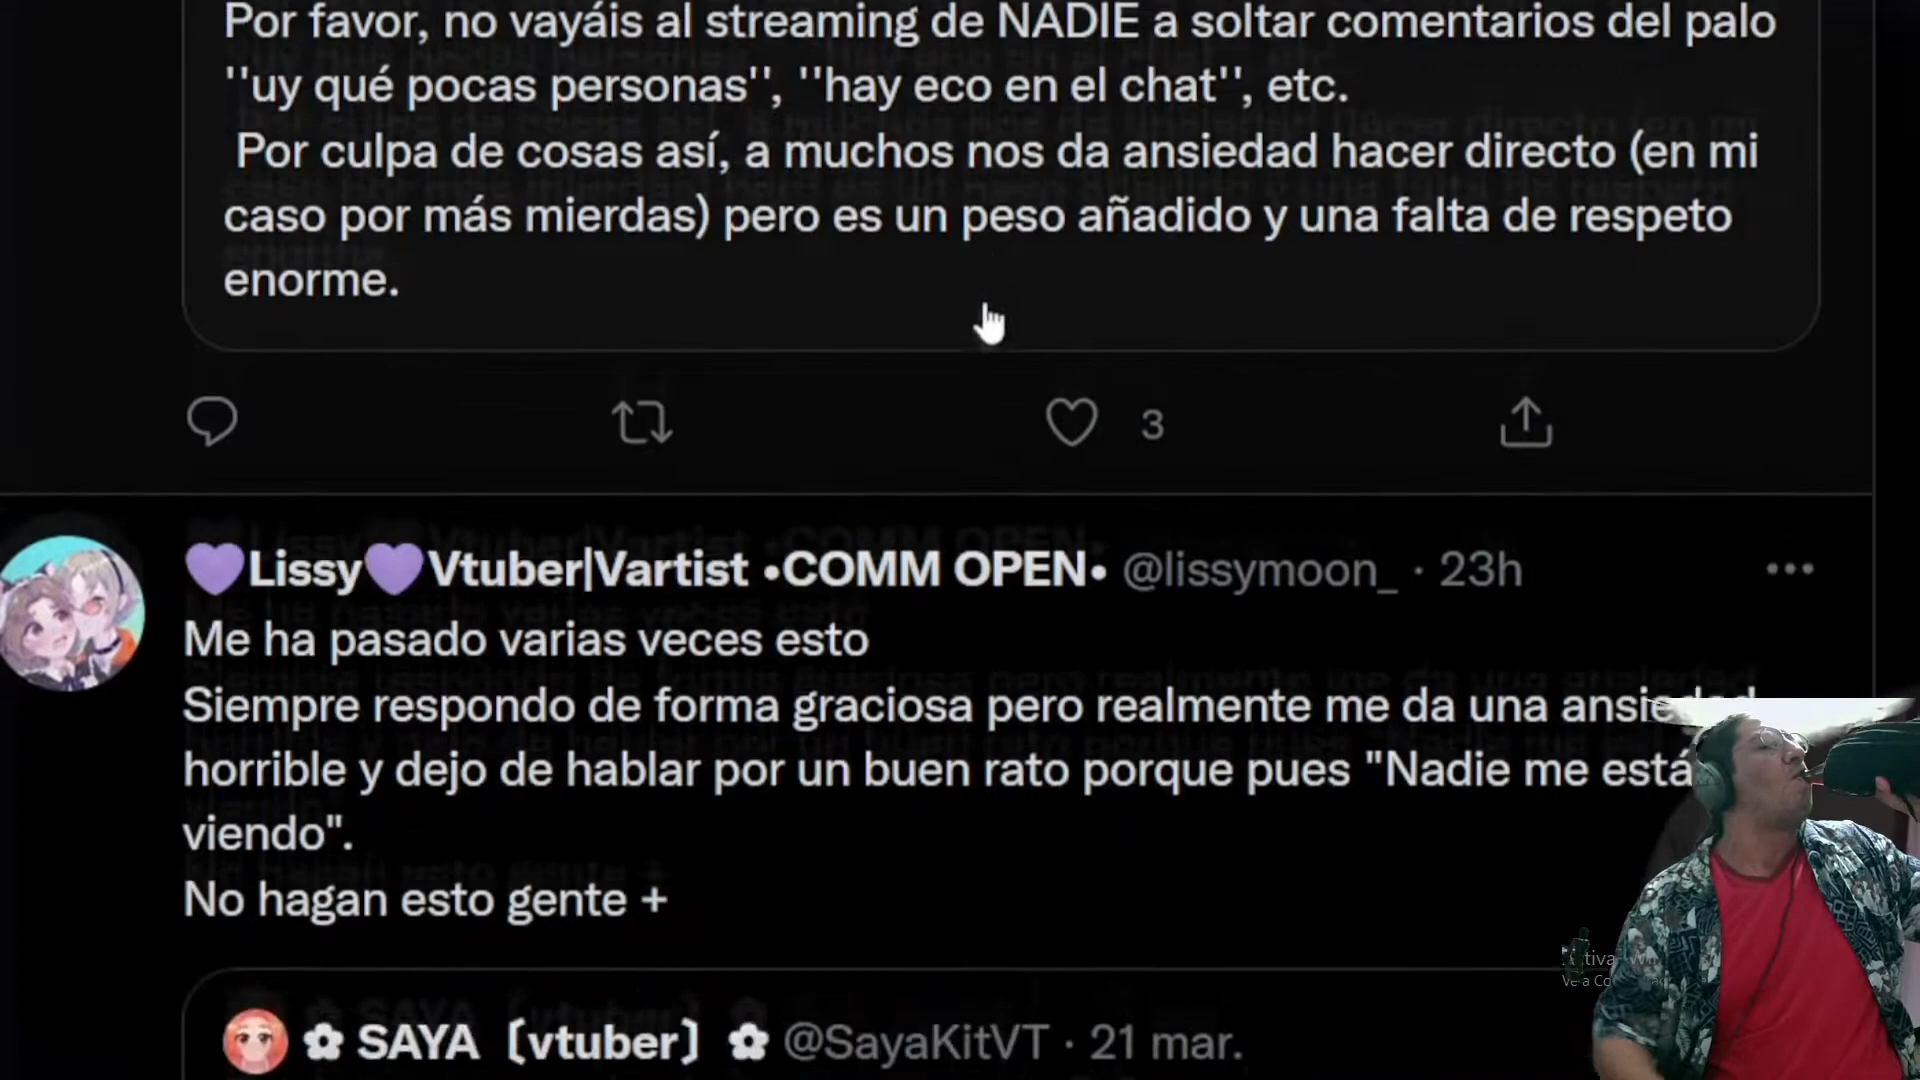 Por favor, no vayáis al streaming de NADIE a soltar comentarios del palo
''uy qué pocas personas'', ''hay eco en el chat'', etc.
Por culpa de cosas así, a muchos nos da ansiedad hacer directo (en mi
caso por más mierdas) pero es un peso añadido y una falta de respeto
enorme.
3
💜Lissy💜Vtuber|Vartist •COMM OPEN• @lissymoon_ · 23h
Me ha pasado varias veces esto
Siempre respondo de forma graciosa pero realmente me da una ansiedad
horrible y dejo de hablar por un buen rato porque pues "Nadie me está
viendo".
No hagan esto gente +
✿ SAYA〔vtuber〕✿ @SayaKitVT · 21 mar.